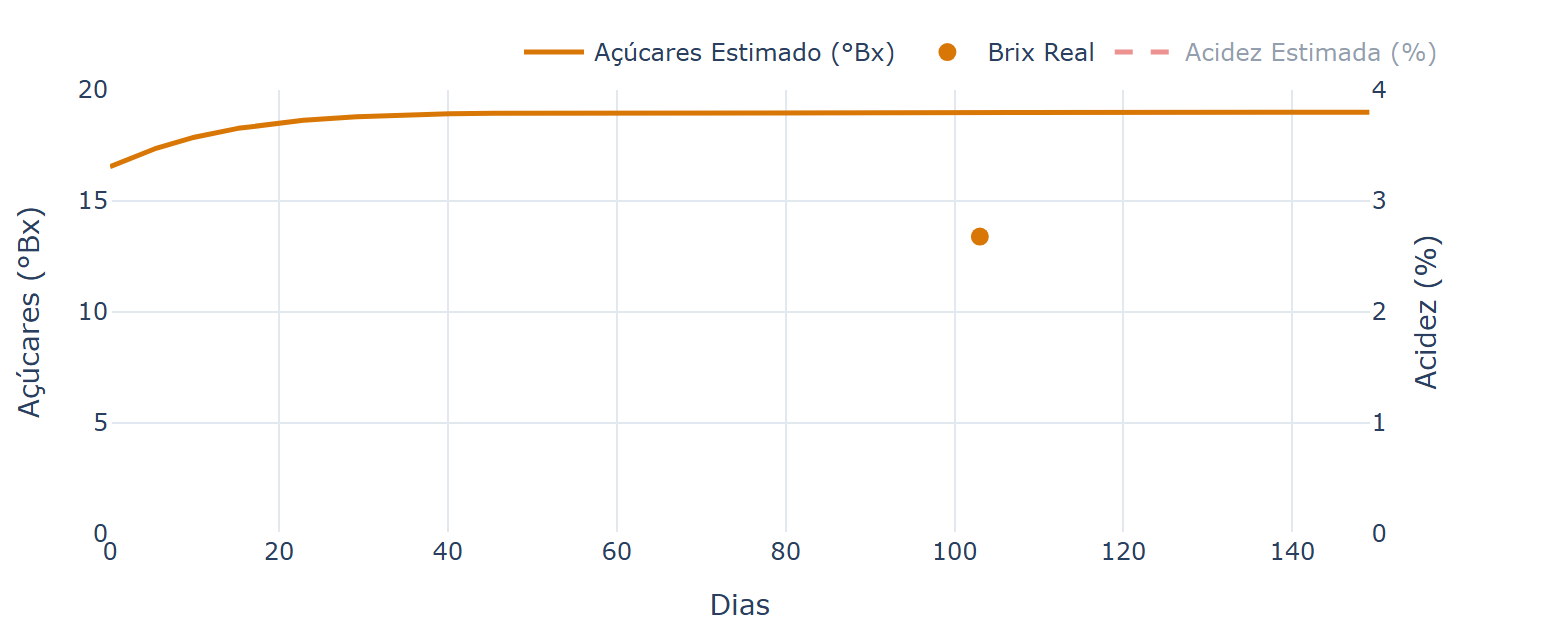 Açúcares Estimado (°Bx) Brix Real Acidez Estimada (%)
20 4
15 3
10 2
5 1
0 0
Açúcares (°Bx)
Acidez (%)
0 20 40 60 80 100 120 140
Dias